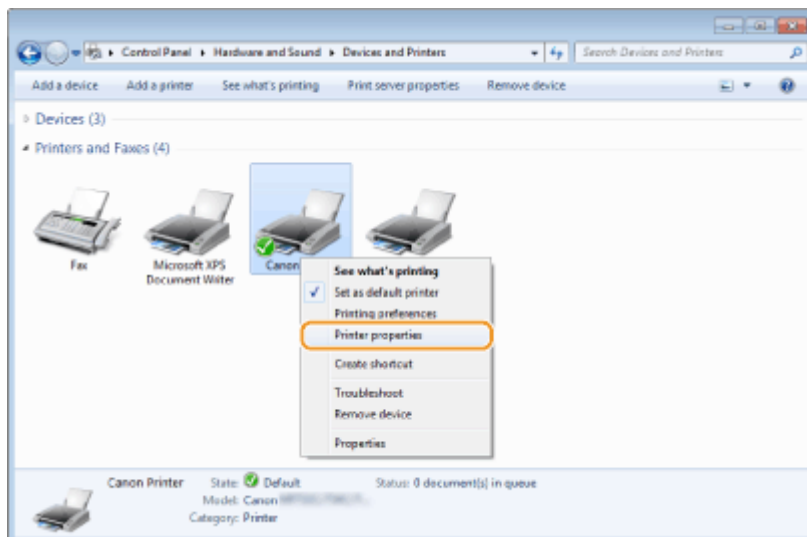 Control Panel ▸ Hardware and Sound ▸ Devices and Printers
Search Devices and Printers
Add a device Add a printer See what's printing Print server properties Remove device
Devices (3)
Printers and Faxes (4)
Fax
Microsoft XPS
Document Writer
Canon
See what's printing
Set as default printer
Printing preferences
Printer properties
Create shortcut
Troubleshoot
Remove device
Properties
Canon Printer State: Default Status: 0 document(s) in queue
Model: Canon
Category: Printer